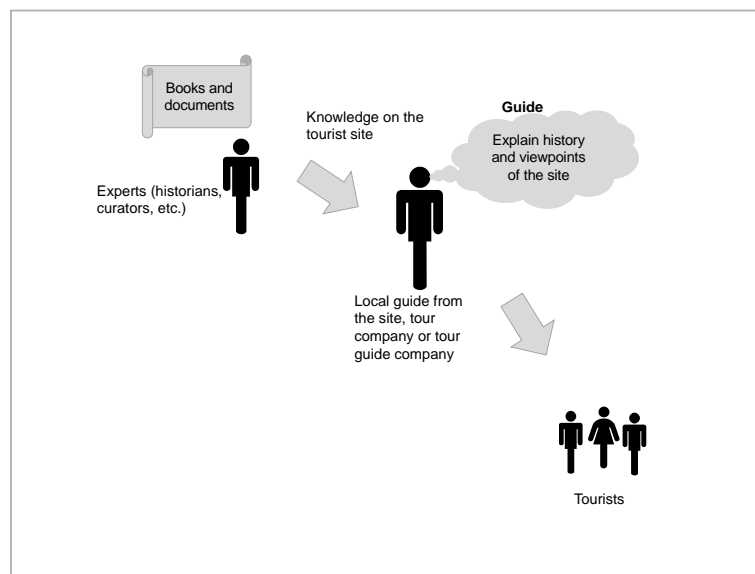 Books and
documents
Knowledge on the
tourist site
Guide
Explain history
and viewpoints
of the site
Experts (historians,
curators, etc.)
Local guide from
the site, tour
company or tour
guide company
Tourists